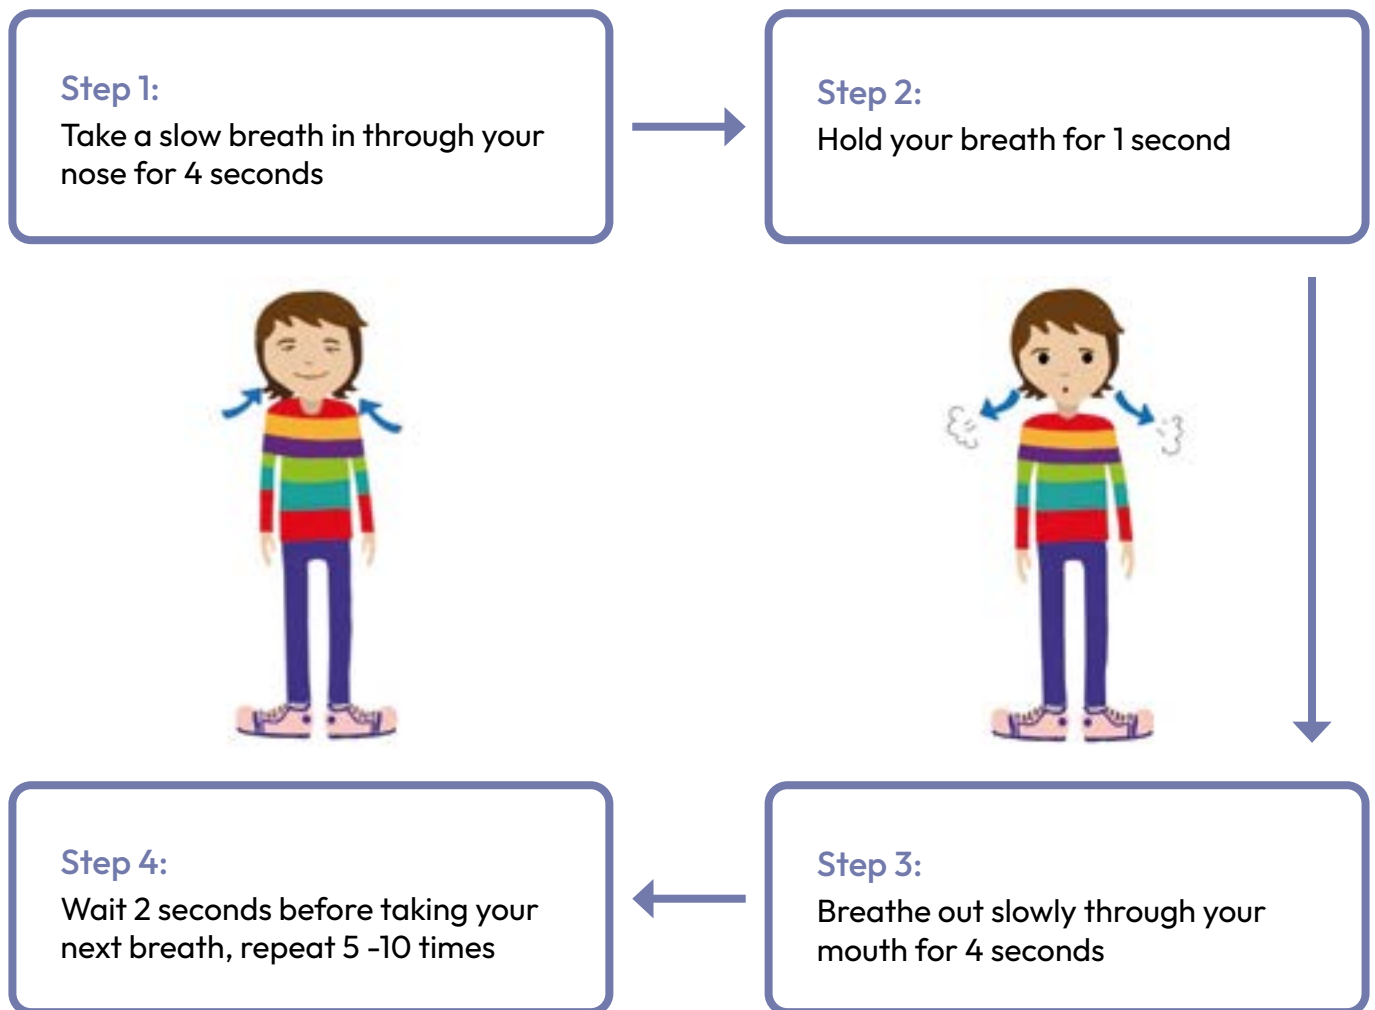 Step 1:
Take a slow breath in through your
nose for 4 seconds
Step 2:
Hold your breath for 1 second
Step 3:
Breathe out slowly through your
mouth for 4 seconds
Step 4:
Wait 2 seconds before taking your
next breath, repeat 5 -10 times